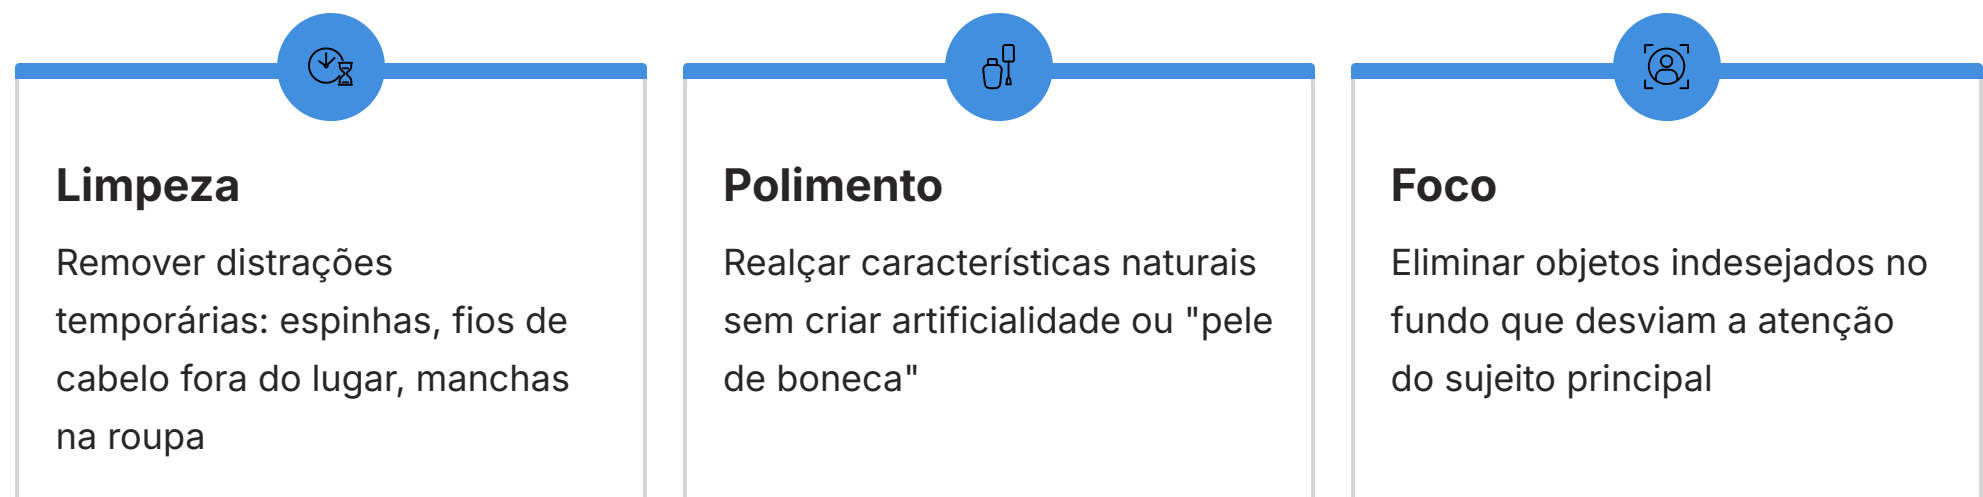 Limpeza
Remover distrações
temporárias: espinhas, fios de
cabelo fora do lugar, manchas
na roupa
Polimento
Realçar características naturais
sem criar artificialidade ou "pele
de boneca"
Foco
Eliminar objetos indesejados no
fundo que desviam a atenção
do sujeito principal